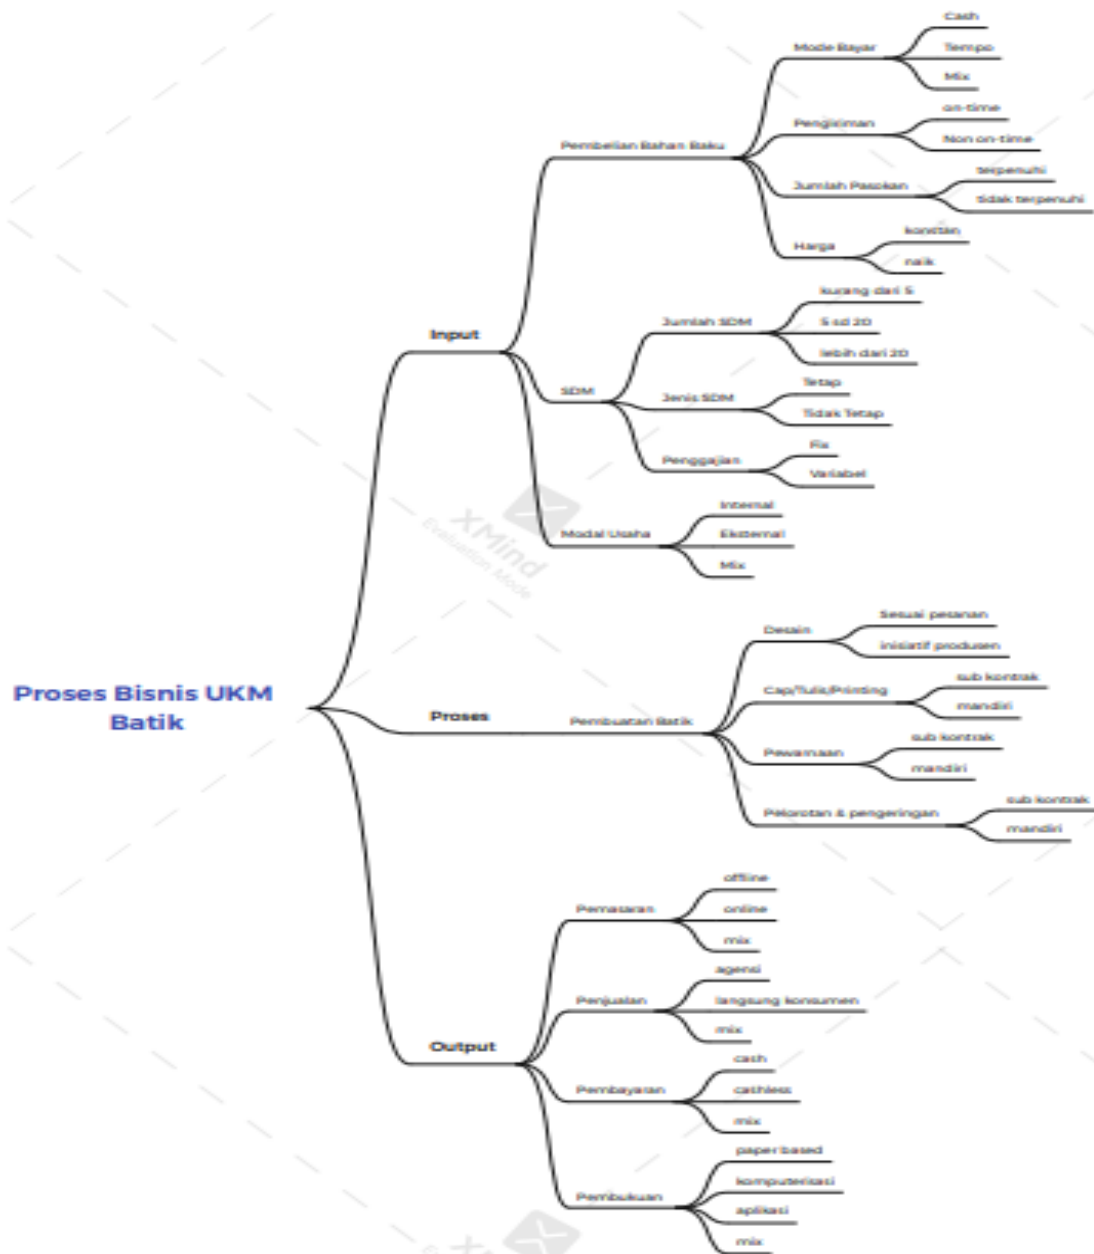 Proses Bisnis UKM
Batik
Input
Pembelian Bahan Baku
Mode Bayar
Cash
Tempo
Mix
Pengiriman
on-time
Non on-time
Jumlah Pasokan
terpenuhi
tidak terpenuhi
Harga
konstan
naik
SDM
Jumlah SDM
kurang dari 5
5 sd 20
lebih dari 20
Jenis SDM
Tetap
Tidak Tetap
Penggajian
Fix
Variabel
Modal Usaha
Internal
Eksternal
Mix
Proses
Pembuatan Batik
Desain
Sesuai pesanan
inisiatif produsen
Cap/Tulis/Printing
sub kontrak
mandiri
Pewarnaan
sub kontrak
mandiri
Pelorotan & pengeringan
sub kontrak
mandiri
Output
Pemasaran
offline
online
mix
Penjualan
agensi
langsung konsumen
mix
Pembayaran
cash
cashless
mix
Pembukuan
paper based
komputerisasi
aplikasi
mix
XMind
Evaluation Mode